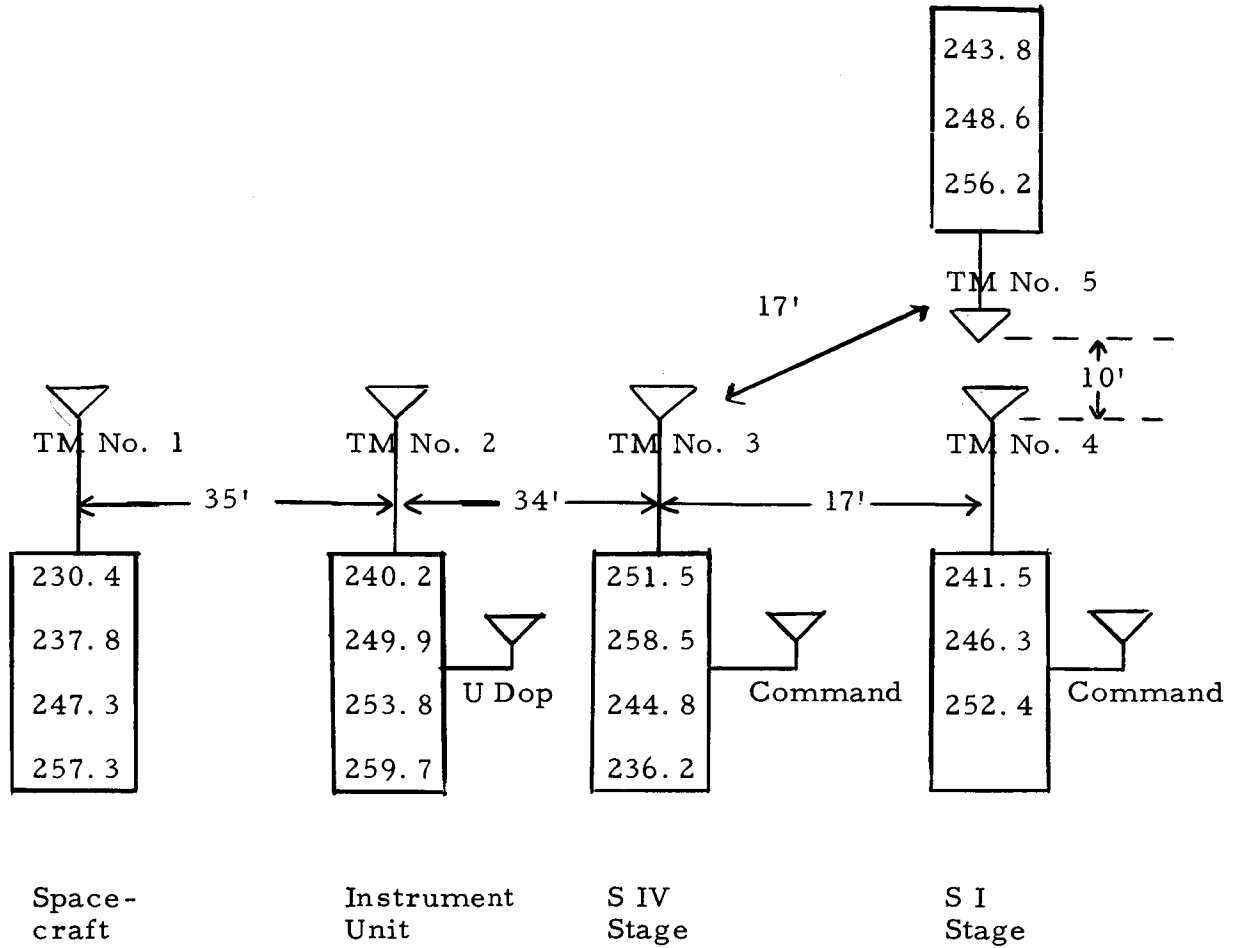 243.8
248.6
256.2
TM No. 5
17'
10'
TM No. 1
TM No. 2
TM No. 3
TM No. 4
35'
34'
17'
230.4
237.8
247.3
257.3
240.2
249.9
253.8
259.7
U Dop
251.5
258.5
244.8
236.2
Command
241.5
246.3
252.4
Command
Space-
craft
Instrument
Unit
S IV
Stage
S I
Stage